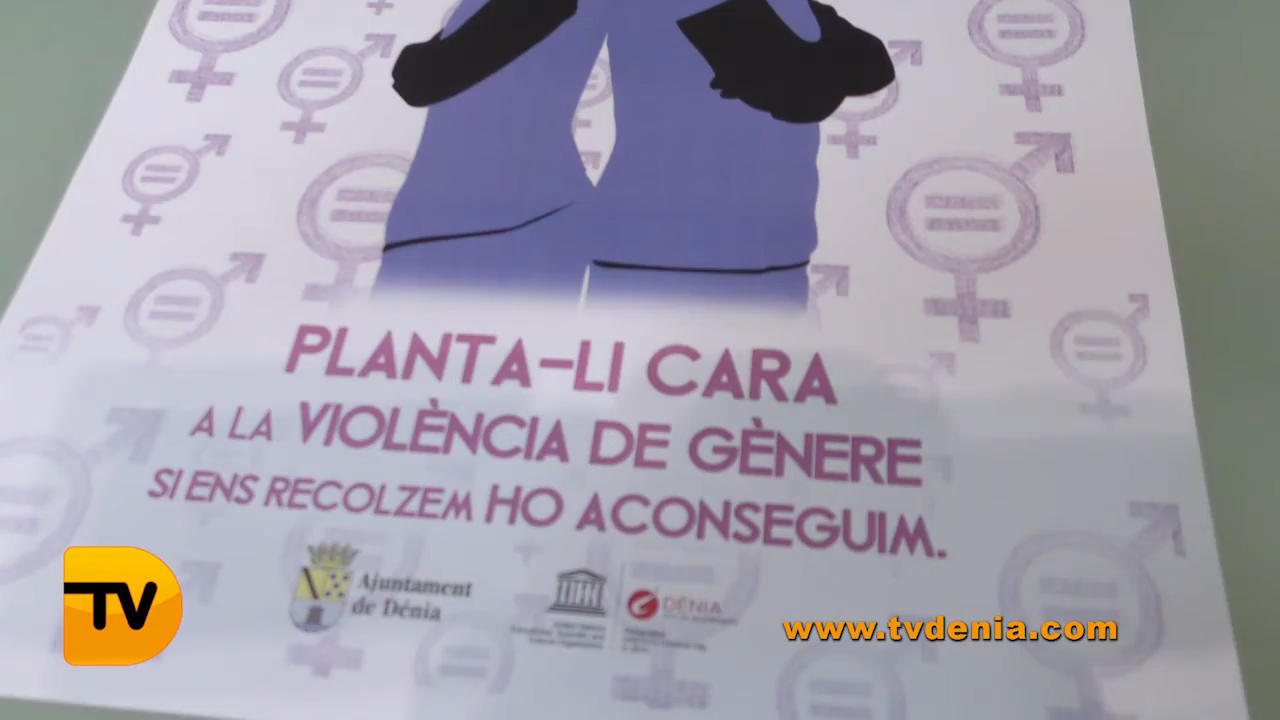 PLANTA-LI CARA
A LA VIOLÈNCIA DE GÈNERE
SI ENS RECOLZEM HO ACONSEGUIM.
Ajuntament
de Dénia
DÉNIA
TV
www.tvdenia.com